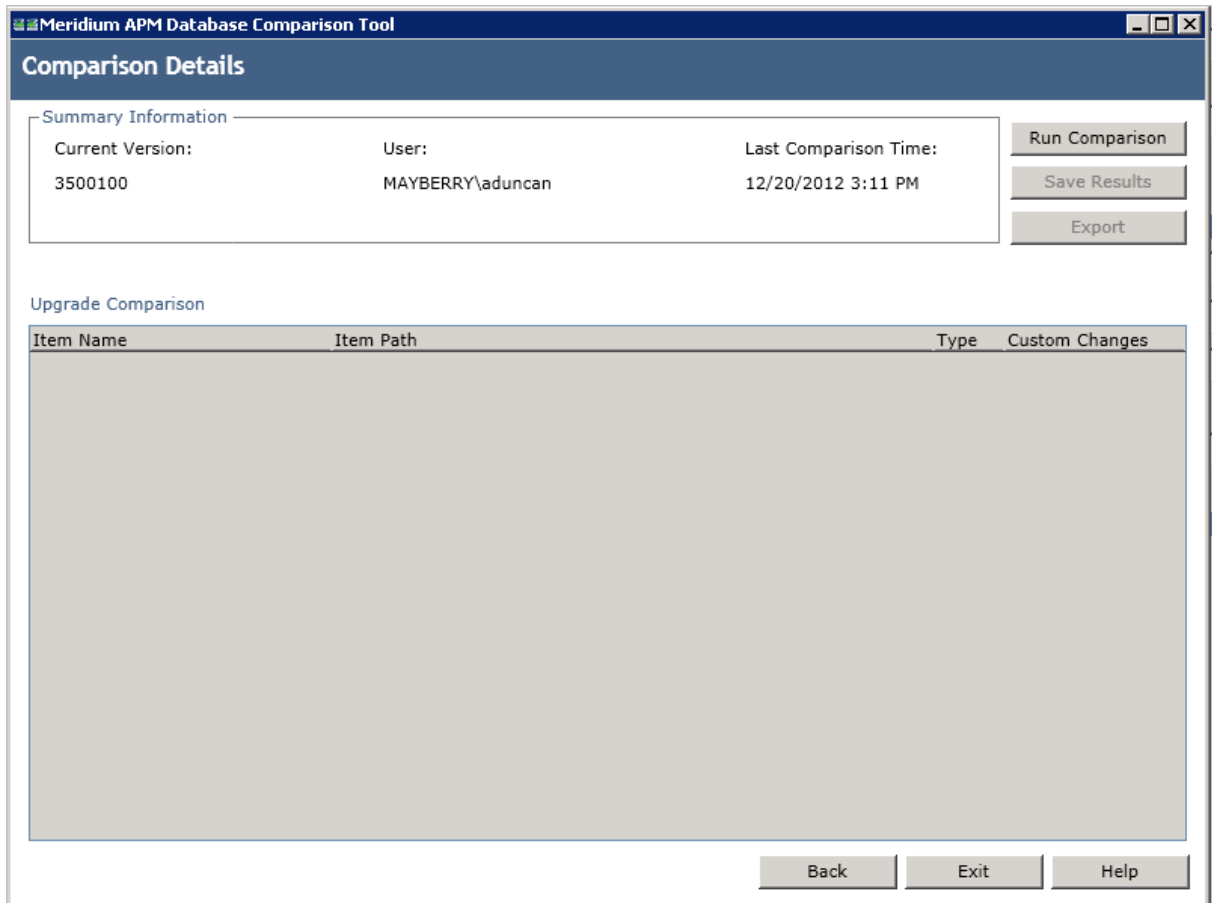 Meridium APM Database Comparison Tool
Comparison Details
Summary Information
Current Version: User: Last Comparison Time:
3500100 MAYBERRY\aduncan 12/20/2012 3:11 PM
Run Comparison
Save Results
Export
Upgrade Comparison
Item Name Item Path Type Custom Changes
Back Exit Help